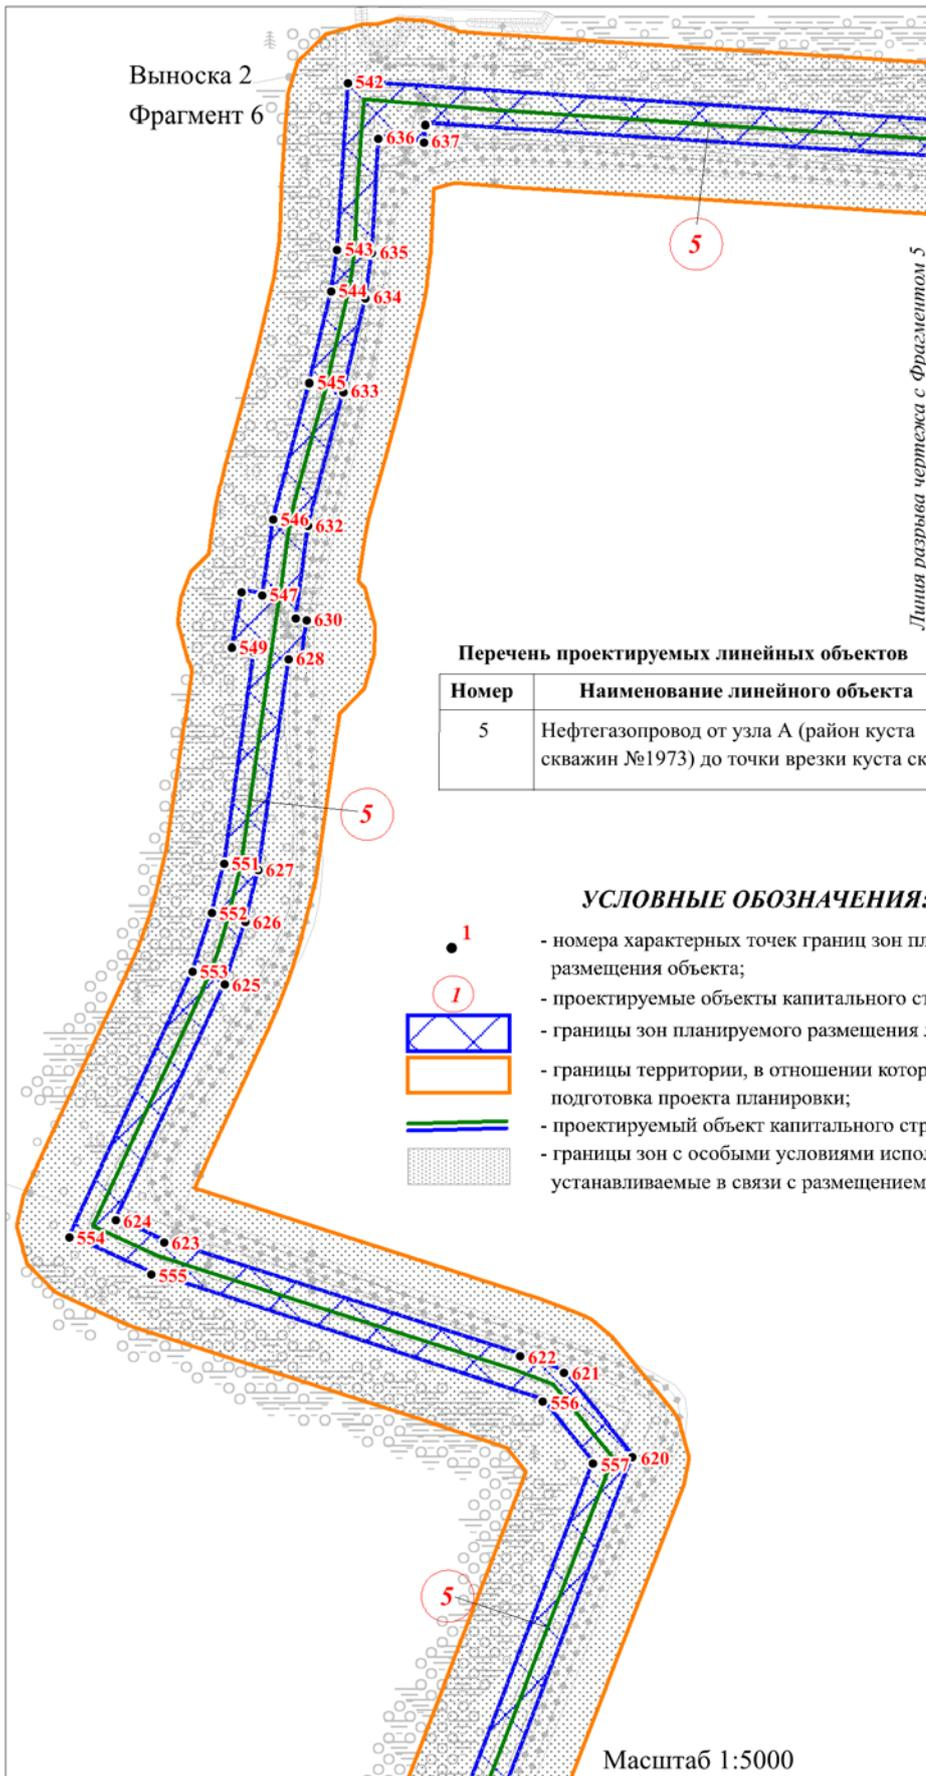 Выноска 2
Фрагмент 6
542
636
637
5
543
635
544
634
Линия разрыва чертежа с Фрагментом 5
545
633
546
632
547
630
549
628
Перечень проектируемых линейных объектов
Номер
Наименование линейного объекта
5
Нефтегазопровод от узла А (район куста
скважин №1973) до точки врезки куста ск
5
551
627
552
626
553
625
УСЛОВНЫЕ ОБОЗНАЧЕНИЯ:
1
- номера характерных точек границ зон пл
размещения объекта;
1
- проектируемые объекты капитального ст
- границы зон планируемого размещения
- границы территории, в отношении котор
подготовка проекта планировки;
- проектируемый объект капитального стр
- границы зон с особыми условиями испол
устанавливаемые в связи с размещением
624
554
623
555
622
621
556
557
620
5
Масштаб 1:5000